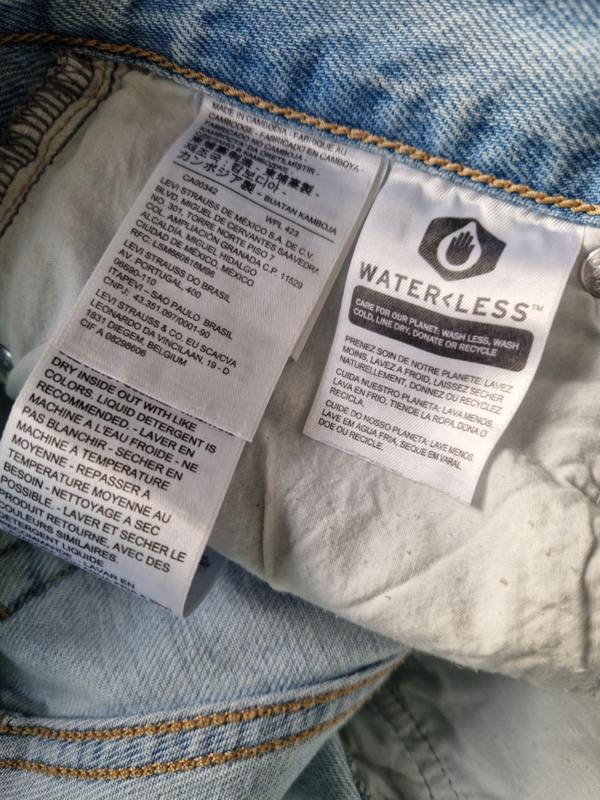 MADE IN CAMBODIA - FABRIQUÉ AU
CAMBODGE - FABRICADO EN CAMBOYA -
カンボジア製 - BUATAN KAMBOJA
CA00342 WPL 423
LEVI STRAUSS DE MÉXICO S.A. DE C.V.
BLVD. MIGUEL DE CERVANTES SAAVEDRA
NO. 301, TORRE NORTE PISO 7
COL. AMPLIACIÓN GRANADA C.P. 11529
ALCALDÍA, MIGUEL HIDALGO
CIUDAD DE MÉXICO, MÉXICO
RFC:
LEVI STRAUSS DO BRASIL
AV. PORTUGAL, 400
06690-110
ITAPEVI – SAO PAULO BRASIL
CNPJ: 43.351.097/0001-90
LEVI STRAUSS & CO. EU SCA/CVA
LEONARDO DA VINCILAAN, 19 - D
1831 DIEGEM, BELGIUM
CIF A 08298606
DRY INSIDE OUT WITH LIKE
COLORS. LIQUID DETERGENT IS
RECOMMENDED. - LAVER EN
MACHINE A L'EAU FROIDE - NE
PAS BLANCHIR - SECHER EN
MACHINE A TEMPERATURE
MOYENNE - REPASSER A
TEMPERATURE MOYENNE AU
BESOIN - NETTOYAGE A SEC
POSSIBLE. - LAVER ET SECHER LE
PRODUIT RETOURNE, AVEC DES
COULEURS SIMILAIRES.
DETERGENT LIQUIDE
LAVAR EN
WATER<LESS™
CARE FOR OUR PLANET: WASH LESS, WASH
COLD, LINE DRY, DONATE OR RECYCLE
PRENEZ SOIN DE NOTRE PLANETE: LAVEZ
MOINS, LAVEZ A FROID, LAISSEZ SECHER
NATURELLEMENT, DONNEZ OU RECYCLEZ
CUIDA NUESTRO PLANETA: LAVA MENOS,
LAVA EN FRIO, TIENDE LA ROPA, DONA O
RECICLA.
CUIDE DO NOSSO PLANETA: LAVE MENOS,
LAVE EM ÁGUA FRIA, SEQUE EM VARAL,
DOE OU RECICLE.